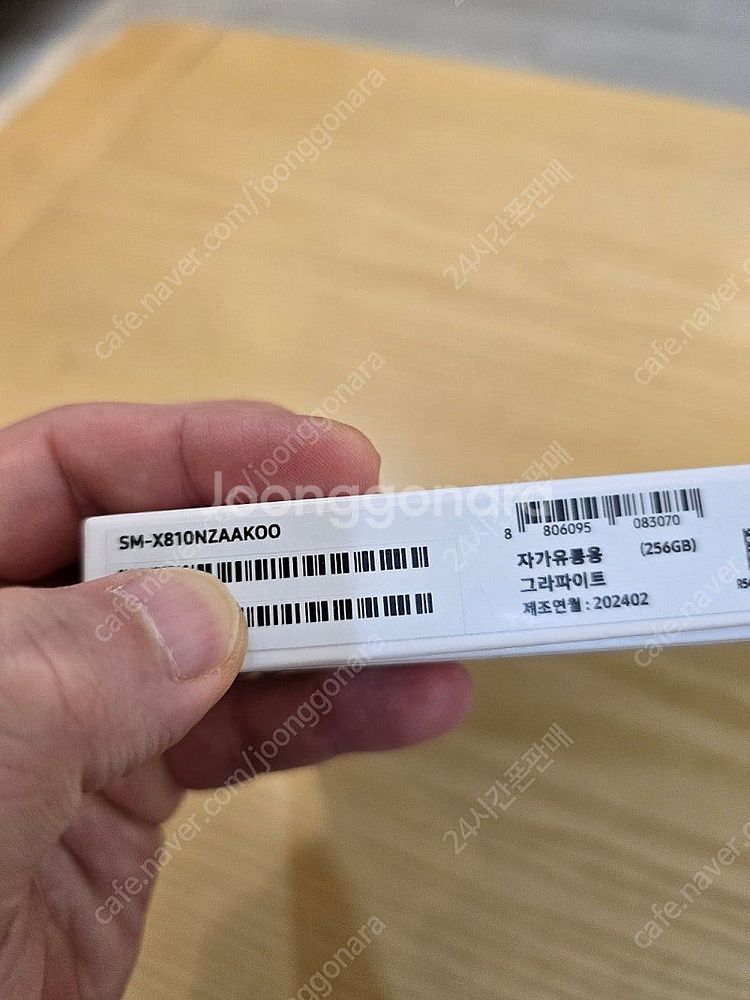 SM-X810NZAAKOO
8 806095 083070
자가유통용 (256GB)
그라파이트
제조연월 : 202402
Joonggonara
cafe.naver.com/joonggonara
24시간폰판매